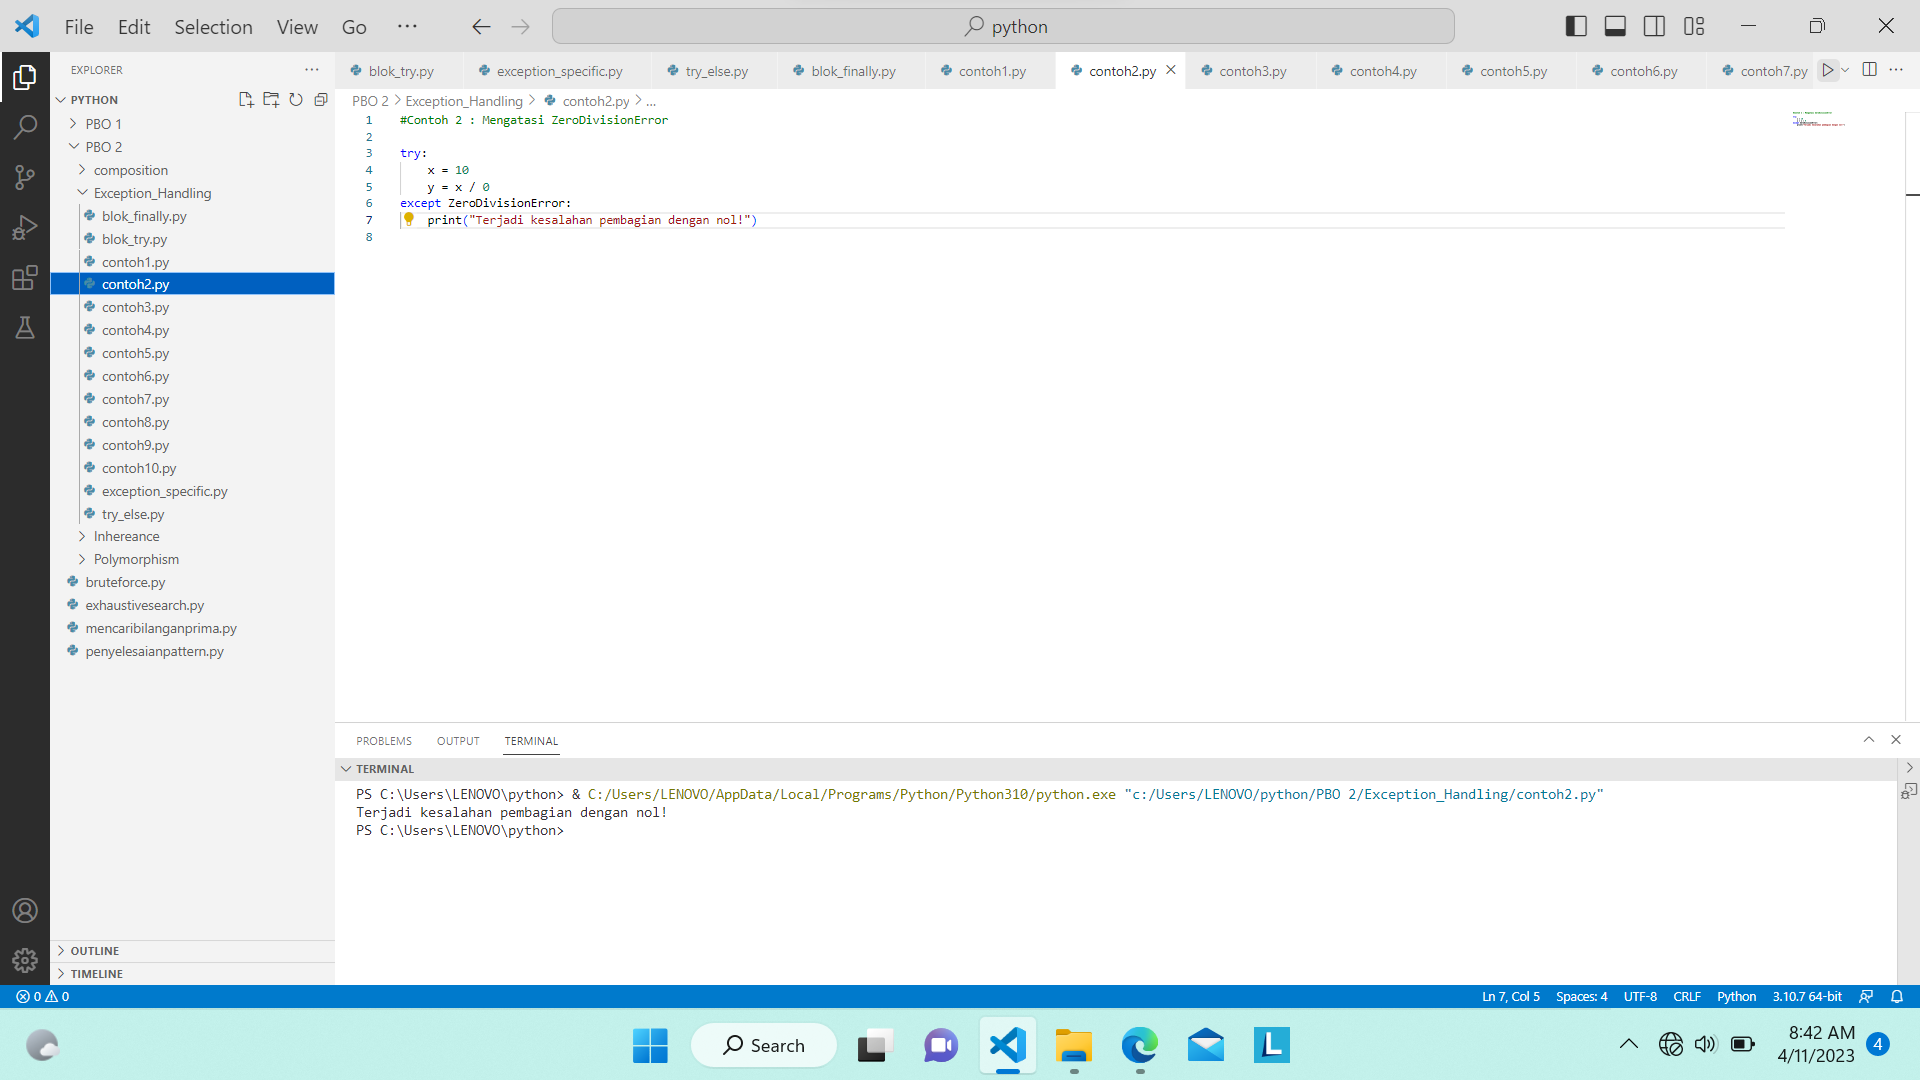 File Edit Selection View Go ··· python
EXPLORER ···
PYTHON
PBO 1
PBO 2
composition
Exception_Handling
blok_finally.py
blok_try.py
contoh1.py
contoh2.py
contoh3.py
contoh4.py
contoh5.py
contoh6.py
contoh7.py
contoh8.py
contoh9.py
contoh10.py
exception_specific.py
try_else.py
Inhereance
Polymorphism
bruteforce.py
exhaustivesearch.py
mencaribilanganprima.py
penyelesaianpattern.py
OUTLINE
TIMELINE
blok_try.py exception_specific.py try_else.py blok_finally.py contoh1.py contoh2.py contoh3.py contoh4.py contoh5.py contoh6.py contoh7.py
PBO 2 > Exception_Handling > contoh2.py > ...
1 #Contoh 2 : Mengatasi ZeroDivisionError
2
3 try:
4 x = 10
5 y = x / 0
6 except ZeroDivisionError:
7 print("Terjadi kesalahan pembagian dengan nol!")
8
PROBLEMS OUTPUT TERMINAL
TERMINAL
PS C:\Users\LENOVO\python> & C:/Users/LENOVO/AppData/Local/Programs/Python/Python310/python.exe "c:/Users/LENOVO/python/PBO 2/Exception_Handling/contoh2.py"
Terjadi kesalahan pembagian dengan nol!
PS C:\Users\LENOVO\python>
0 0 Ln 7, Col 5 Spaces: 4 UTF-8 CRLF Python 3.10.7 64-bit
Search L 8:42 AM
4/11/2023 4